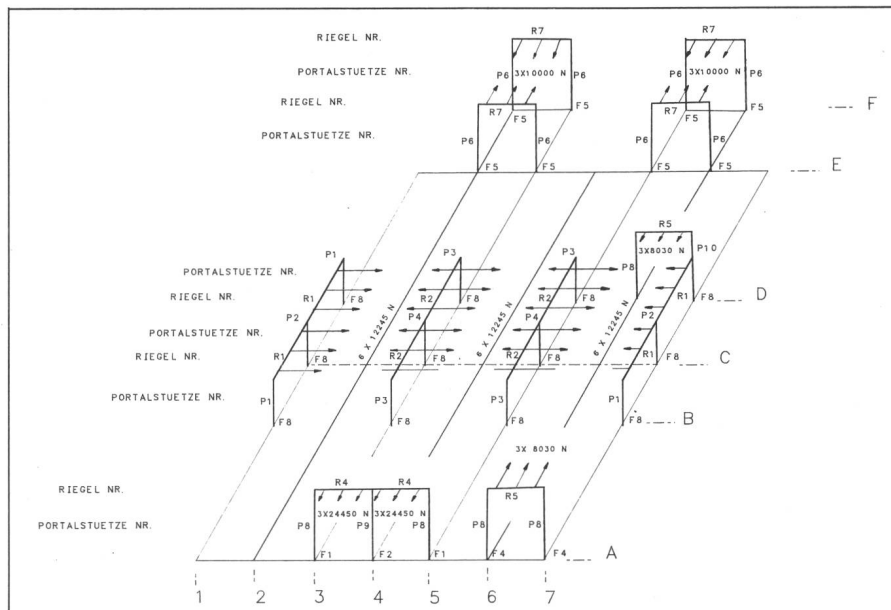 RIEGEL NR. R7 R7
PORTALSTUETZE NR. P6 3X10000 N P6 P6 3X10000 N P6
RIEGEL NR. R7 F5 R7 F5
F5 F5 F
PORTALSTUETZE NR. P6 P6 P6 P6
F5 F5 F5 F5 E
R5
P1 P3 P3 3X8030 N P10
PORTALSTUETZE NR. P8
RIEGEL NR. R1 F8 R2 F8 R2 F8 R1 F8 D
P2 P4 P4 P2
PORTALSTUETZE NR. 6 X 12245 N 6 X 12245 N 6 X 12245 N
RIEGEL NR. R1 F8 R2 F8 R2 F8 R1 F8 C
PORTALSTUETZE NR. P1 P3 P3 P1
F8 F8 F8 F8 B
3X 8030 N
RIEGEL NR. R4 R4 R5
3X24450 N 3X24450 N
PORTALSTUETZE NR. P8 P9 P8 P8 P8
F1 F2 F1 F4 F4 A
1 2 3 4 5 6 7